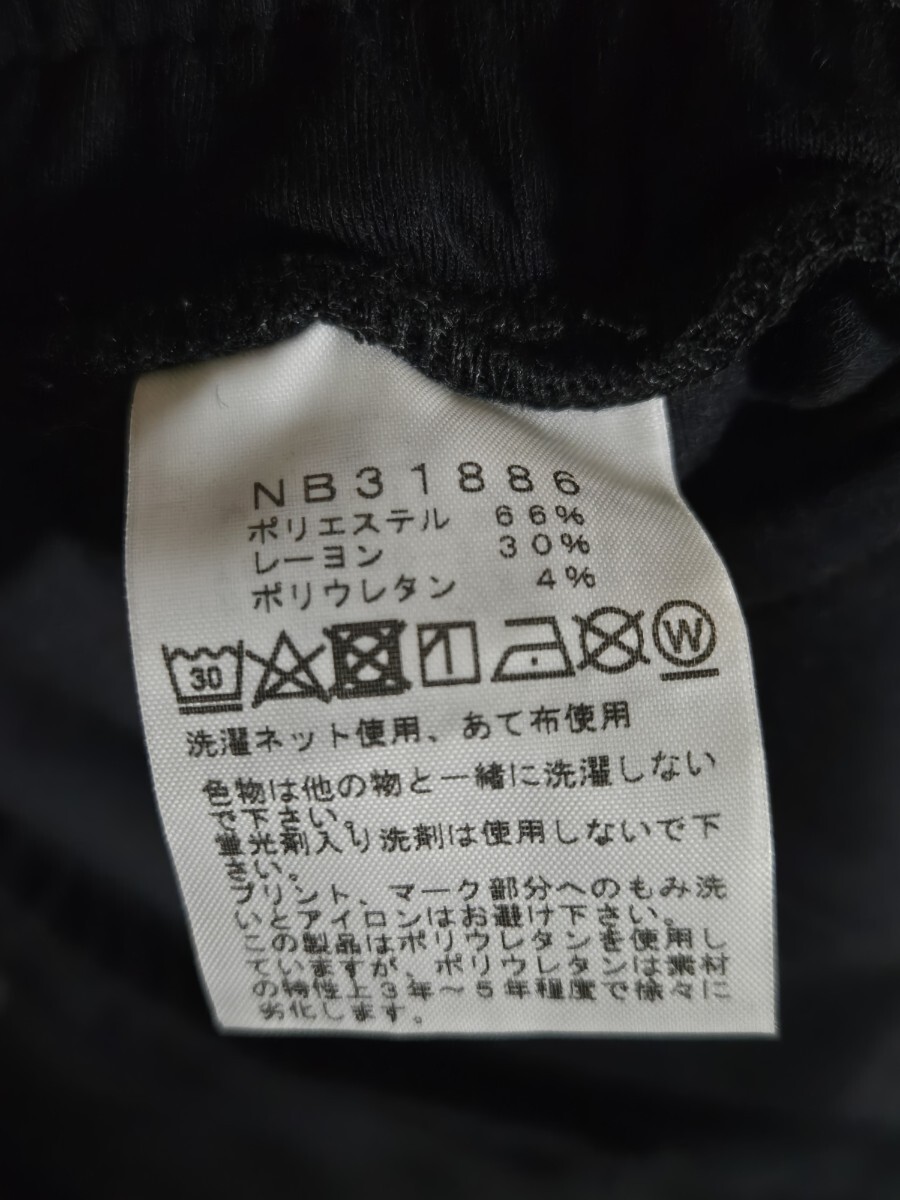 NB31886
ポリエステル 66%
レーヨン 30%
ポリウレタン 4%
30 W
洗濯ネット使用、あて布使用
色物は他の物と一緒に洗濯しない
で下さい。
蛍光剤入り洗剤は使用しないで下
さい。
プリント、マーク部分へのもみ洗
いとアイロンはお避け下さい。
この製品はポリウレタンを使用し
ていますが、ポリウレタンは素材
の特性上3年～5年程度で徐々に
劣化します。